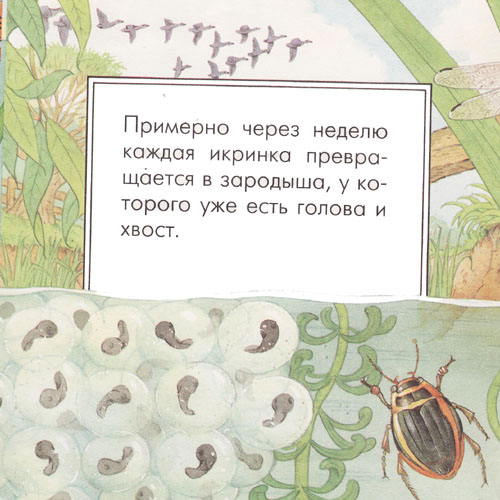 Примерно через неделю
каждая икринка превра-
щается в зародыша, у ко-
торого уже есть голова и
хвост.